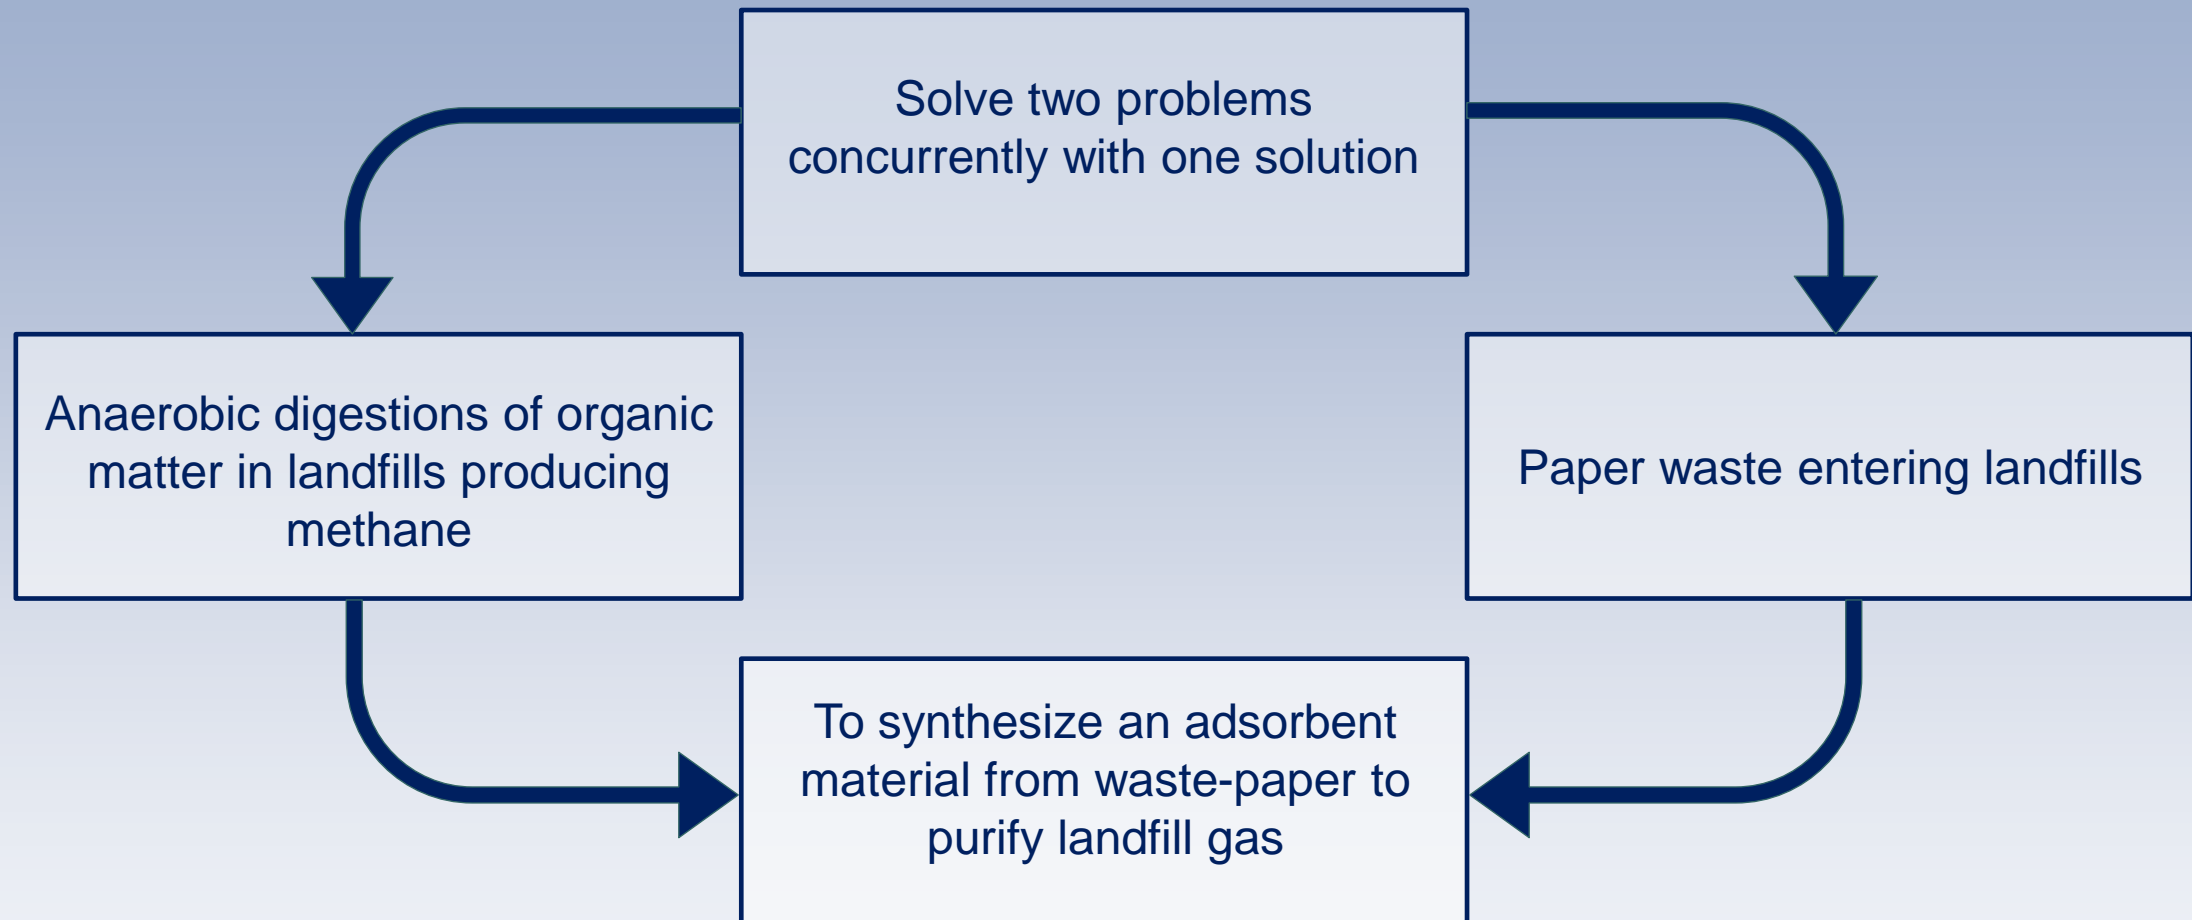 Solve two problems
concurrently with one solution
Anaerobic digestions of organic
matter in landfills producing
methane
Paper waste entering landfills
To synthesize an adsorbent
material from waste-paper to
purify landfill gas